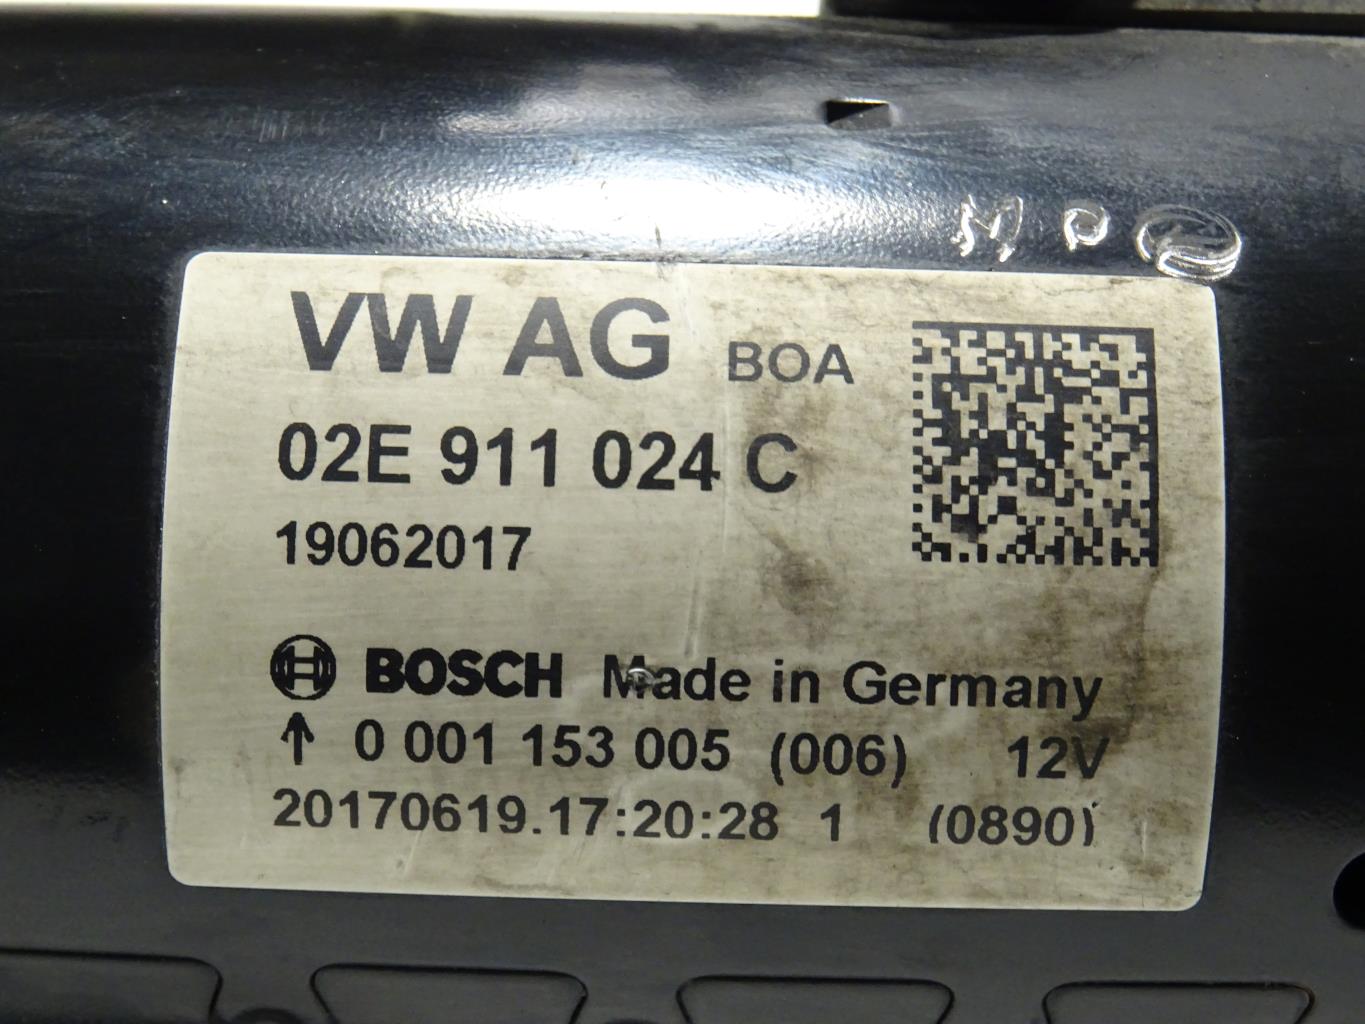 VW AG BOA
02E 911 024 C
19062017
BOSCH Made in Germany
↑ 0 001 153 005 (006) 12V
20170619.17:20:28 1 (0890)